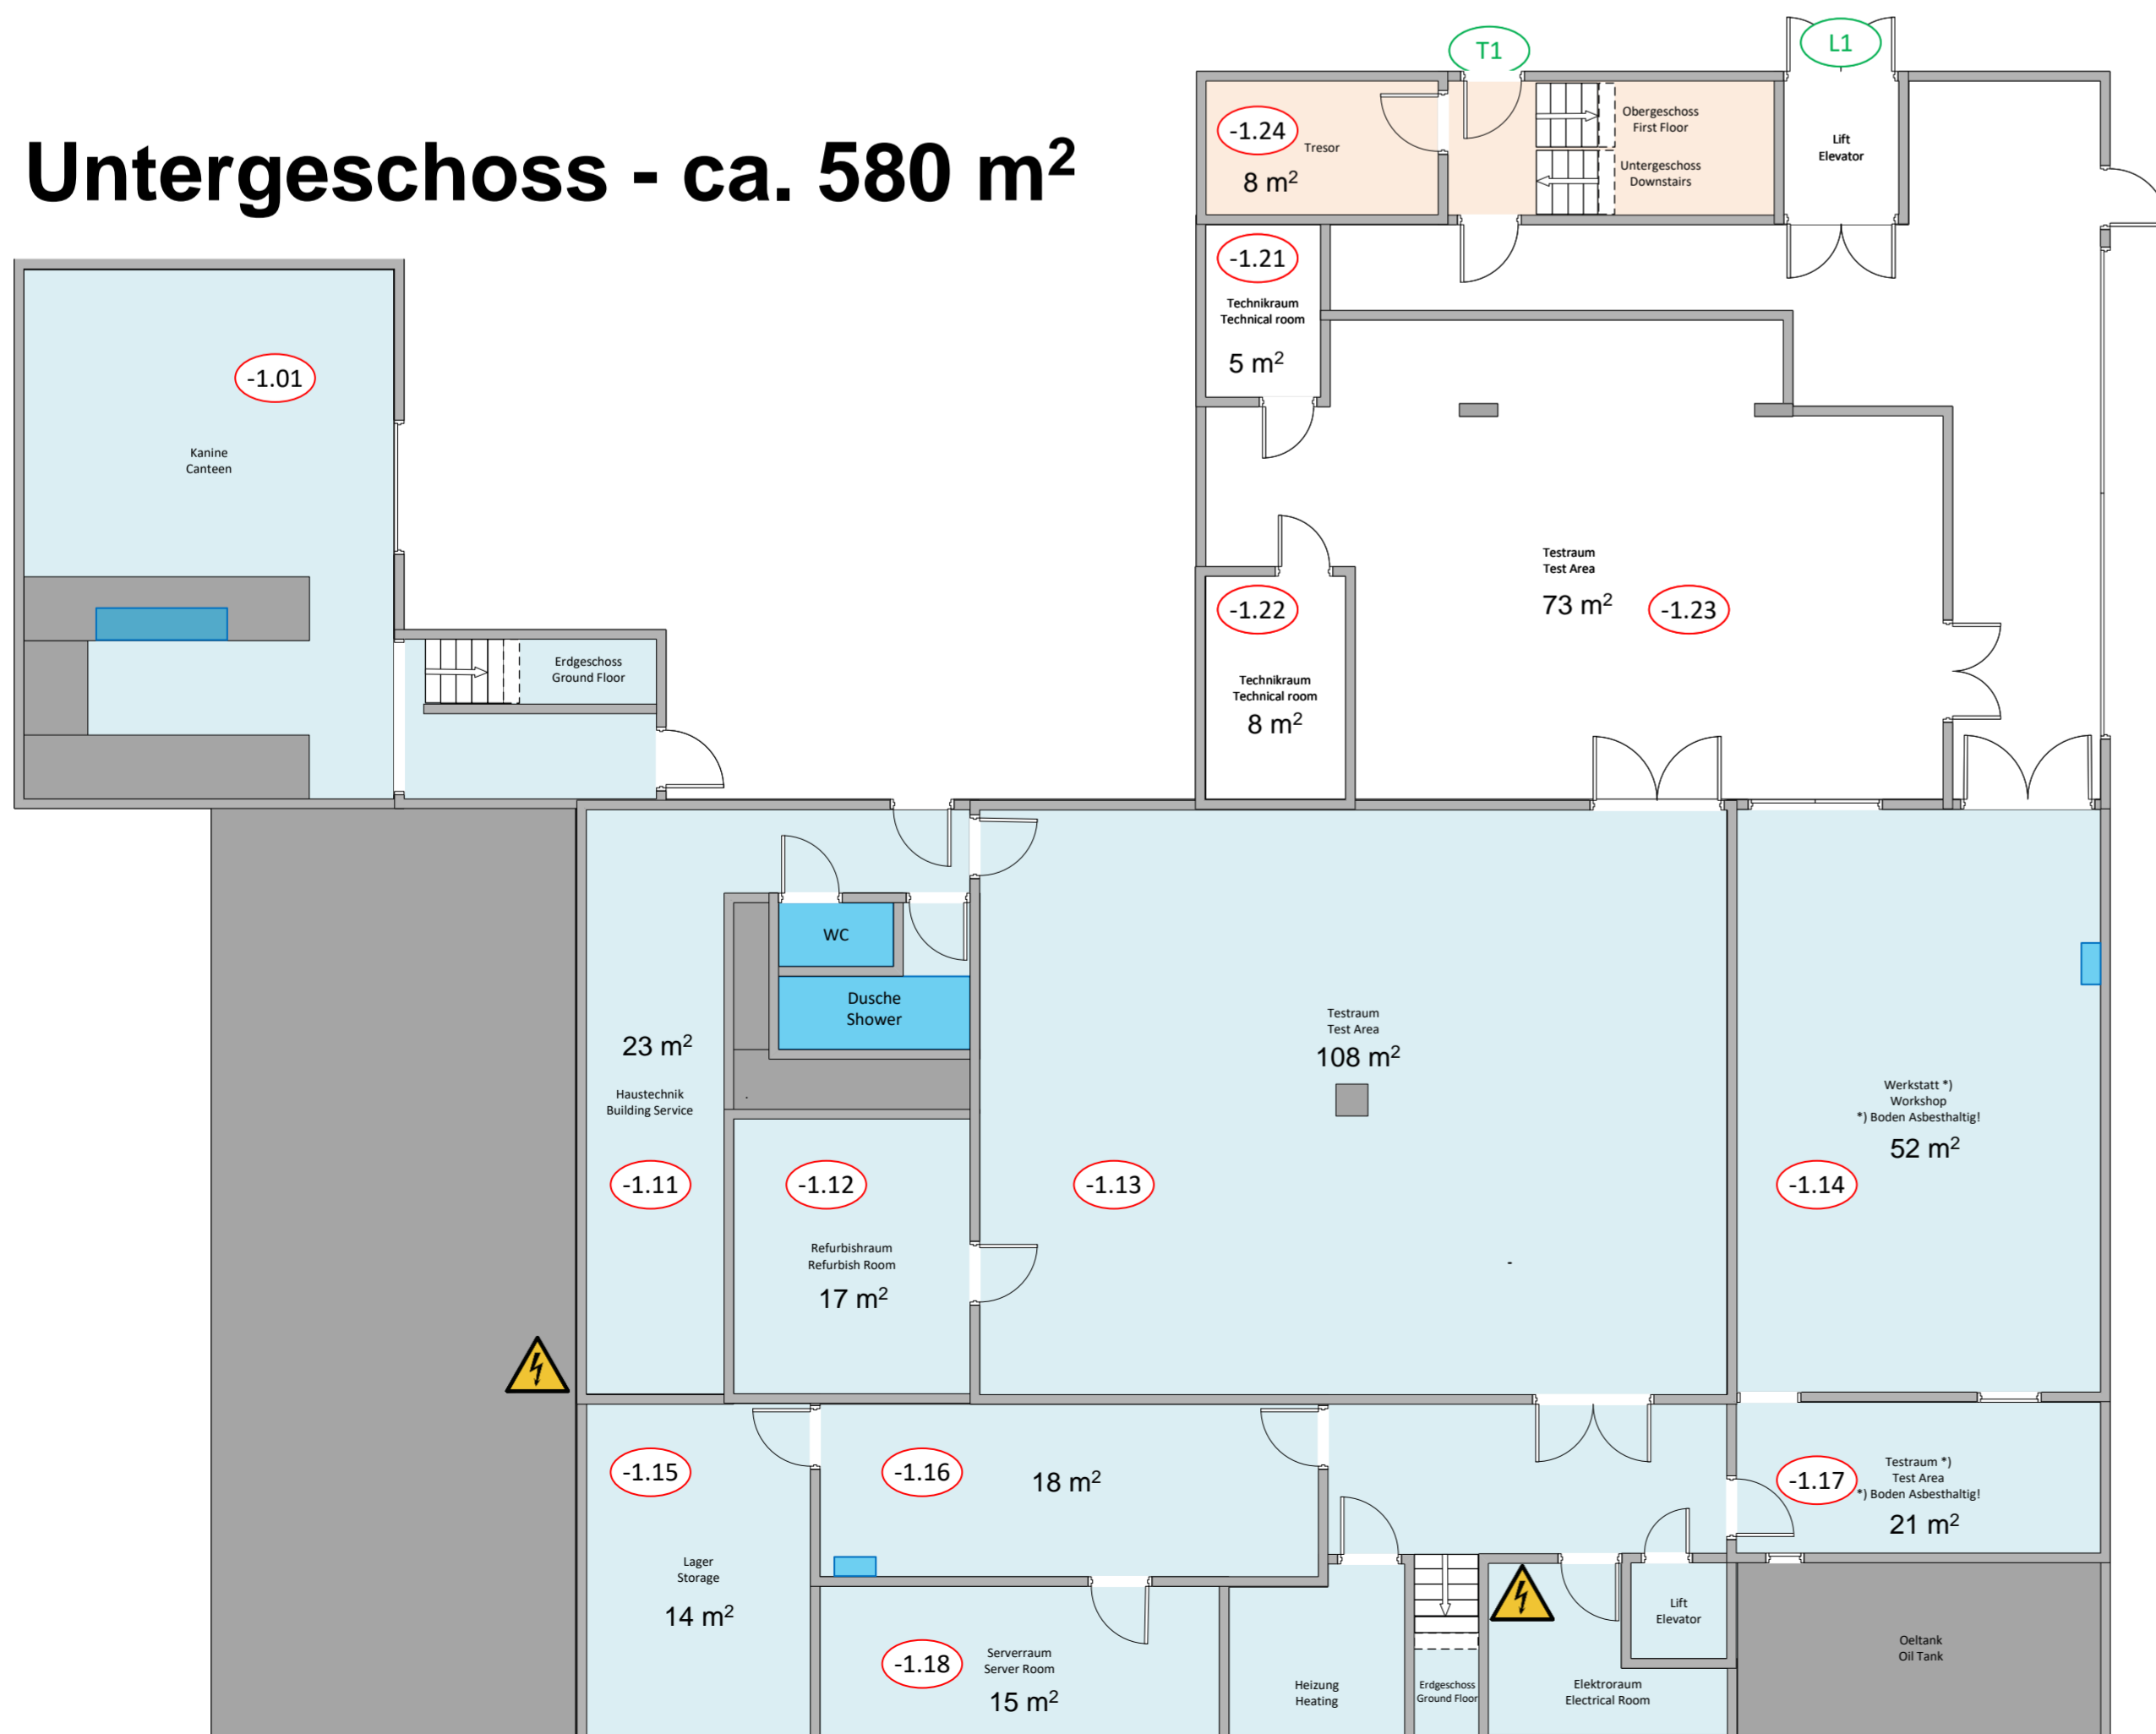 T1
L1
Untergeschoss - ca. 580 m²
-1.24
Tresor
8 m²
Obergeschoss
First Floor
Untergeschoss
Downstairs
Lift
Elevator
-1.21
Technikraum
Technical room
5 m²
-1.01
Kanine
Canteen
Testraum
Test Area
73 m²
-1.23
-1.22
Technikraum
Technical room
8 m²
Erdgeschoss
Ground Floor
WC
Dusche
Shower
23 m²
Haustechnik
Building Service
-1.11
-1.12
Refurbishraum
Refurbish Room
17 m²
Testraum
Test Area
108 m²
-1.13
Werkstatt *)
Workshop
*) Boden Asbesthaltig!
52 m²
-1.14
-1.15
Lager
Storage
14 m²
-1.16
18 m²
-1.17
Testraum *)
Test Area
*) Boden Asbesthaltig!
21 m²
-1.18
Serverraum
Server Room
15 m²
Heizung
Heating
Erdgeschoss
Ground Floor
Elektroraum
Electrical Room
Lift
Elevator
Oeltank
Oil Tank